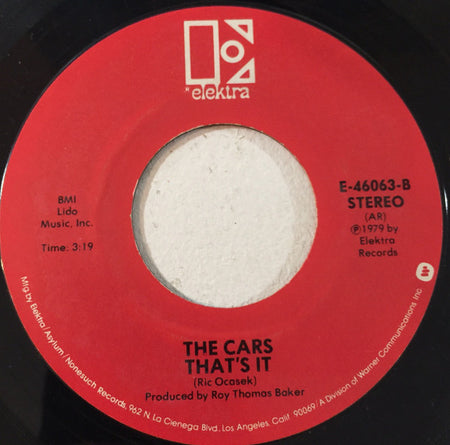 elektra
BMI
Lido
Music, Inc.
Time: 3:19
E-46063-B
STEREO
(AR)
Ⓟ1979 by
Elektra
Records
THE CARS
THAT'S IT
(Ric Ocasek)
Produced by Roy Thomas Baker
Mfg by Elektra/Asylum/Nonesuch Records, 962 N. La Cienega Blvd., Los Angeles, Calif. 90069/A Division of Warner Communications Inc